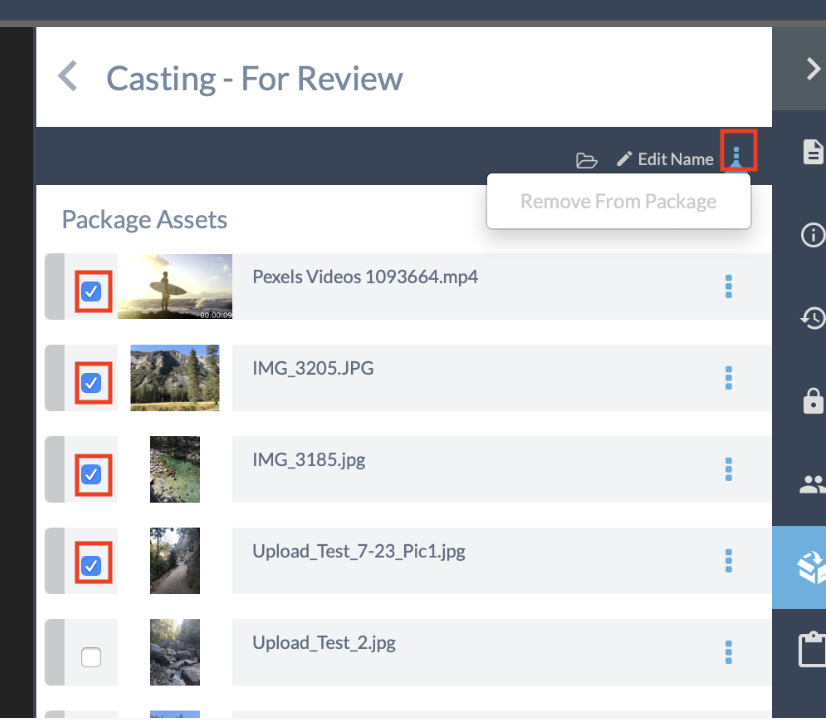 Casting - For Review
Edit Name
Remove From Package
Package Assets
Pexels Videos 1093664.mp4
00:00:09
IMG_3205.JPG
IMG_3185.jpg
Upload_Test_7-23_Pic1.jpg
Upload_Test_2.jpg